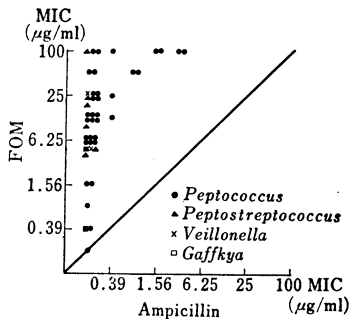 MIC
(μg/ml)
100
25
6.25
1.56
0.39
FOM
● Peptococcus
▲ Peptostreptococcus
× Veillonella
□ Gaffkya
0.39 1.56 6.25 25 100 MIC
(μg/ml)
Ampicillin